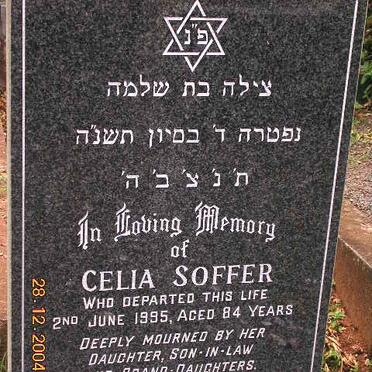 פ״נ
צילה בת שלמה
נפטרה ד׳ בסיון תשנ״ה
ת׳ נ׳ צ׳ ב׳ ה׳
In Loving Memory
of
CELIA SOFFER
WHO DEPARTED THIS LIFE
2ND JUNE 1995, AGED 84 YEARS
DEEPLY MOURNED BY HER
DAUGHTER, SON-IN-LAW
GRAND-DAUGHTERS.
28.12.2004